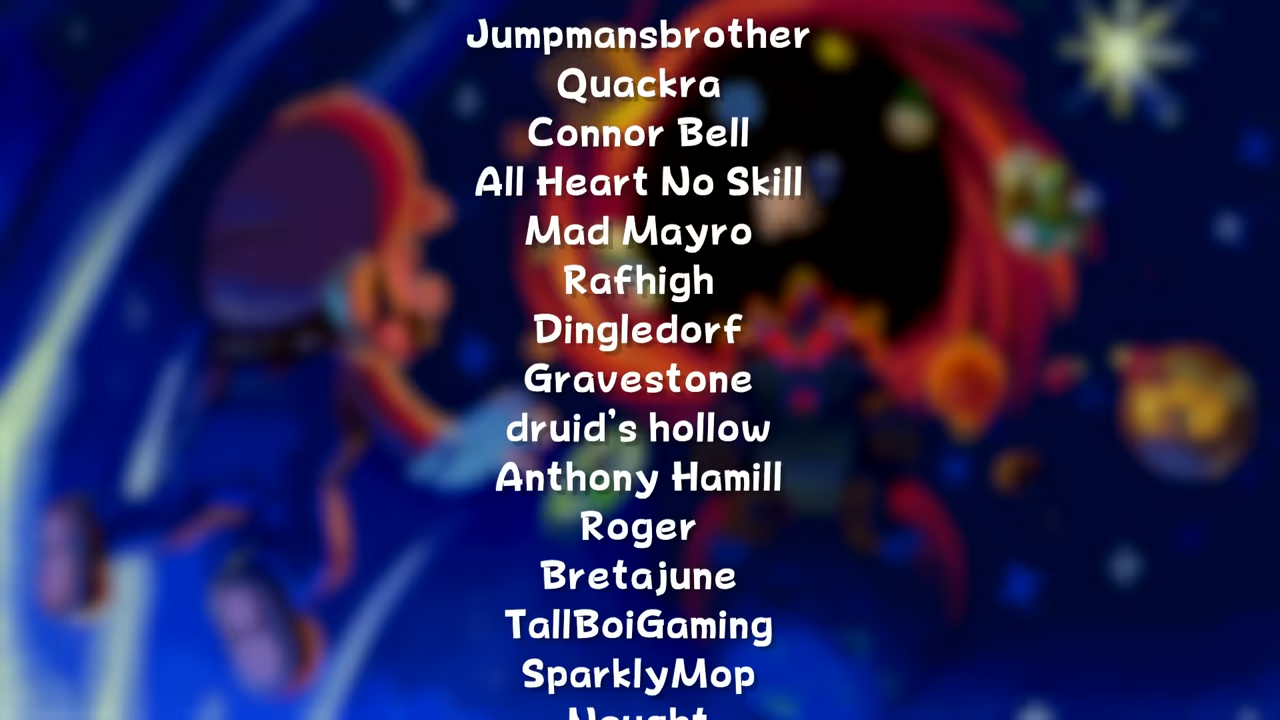 Jumpmansbrother
Quackra
Connor Bell
All Heart No Skill
Mad Mayro
Rafhigh
Dingledorf
Gravestone
druid's hollow
Anthony Hamill
Roger
Bretajune
TallBoiGaming
SparklyMop
Nought